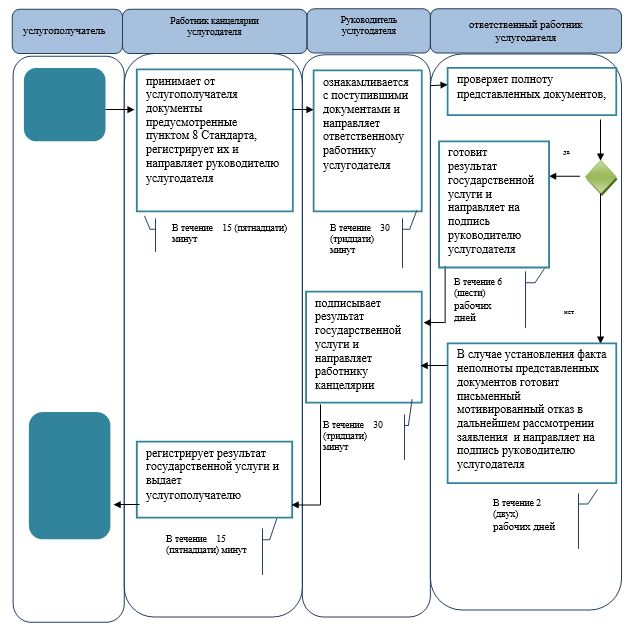 услугополучатель
Работник канцелярии
услугодателя
Руководитель
услугодателя
ответственный работник
услугодателя
принимает от
услугополучателя
документы
предусмотренные
пунктом 8 Стандарта,
регистрирует их и
направляет руководителю
услугодателя
ознакамливается
с поступившими
документами и
направляет
ответственному
работнику
услугодателя
проверяет полноту
представленных документов,
да
готовит
результат
государственной
услуги и
направляет на
подпись
руководителю
услугодателя
В течение 15 (пятнадцати)
минут
В течение 30
(тридцати)
минут
В течение 6
(шести)
рабочих
дней
нет
подписывает
результат
государственной
услуги и
направляет
работнику
канцелярии
В случае установления факта
неполноты представленных
документов готовит
письменный
мотивированный отказ в
дальнейшем рассмотрении
заявления и направляет на
подпись руководителю
услугодателя
В течение 30
(тридцати)
минут
регистрирует результат
государственной услуги и
выдает
услугополучателю
В течение 2
(двух)
рабочих дней
В течение 15
(пятнадцати) минут